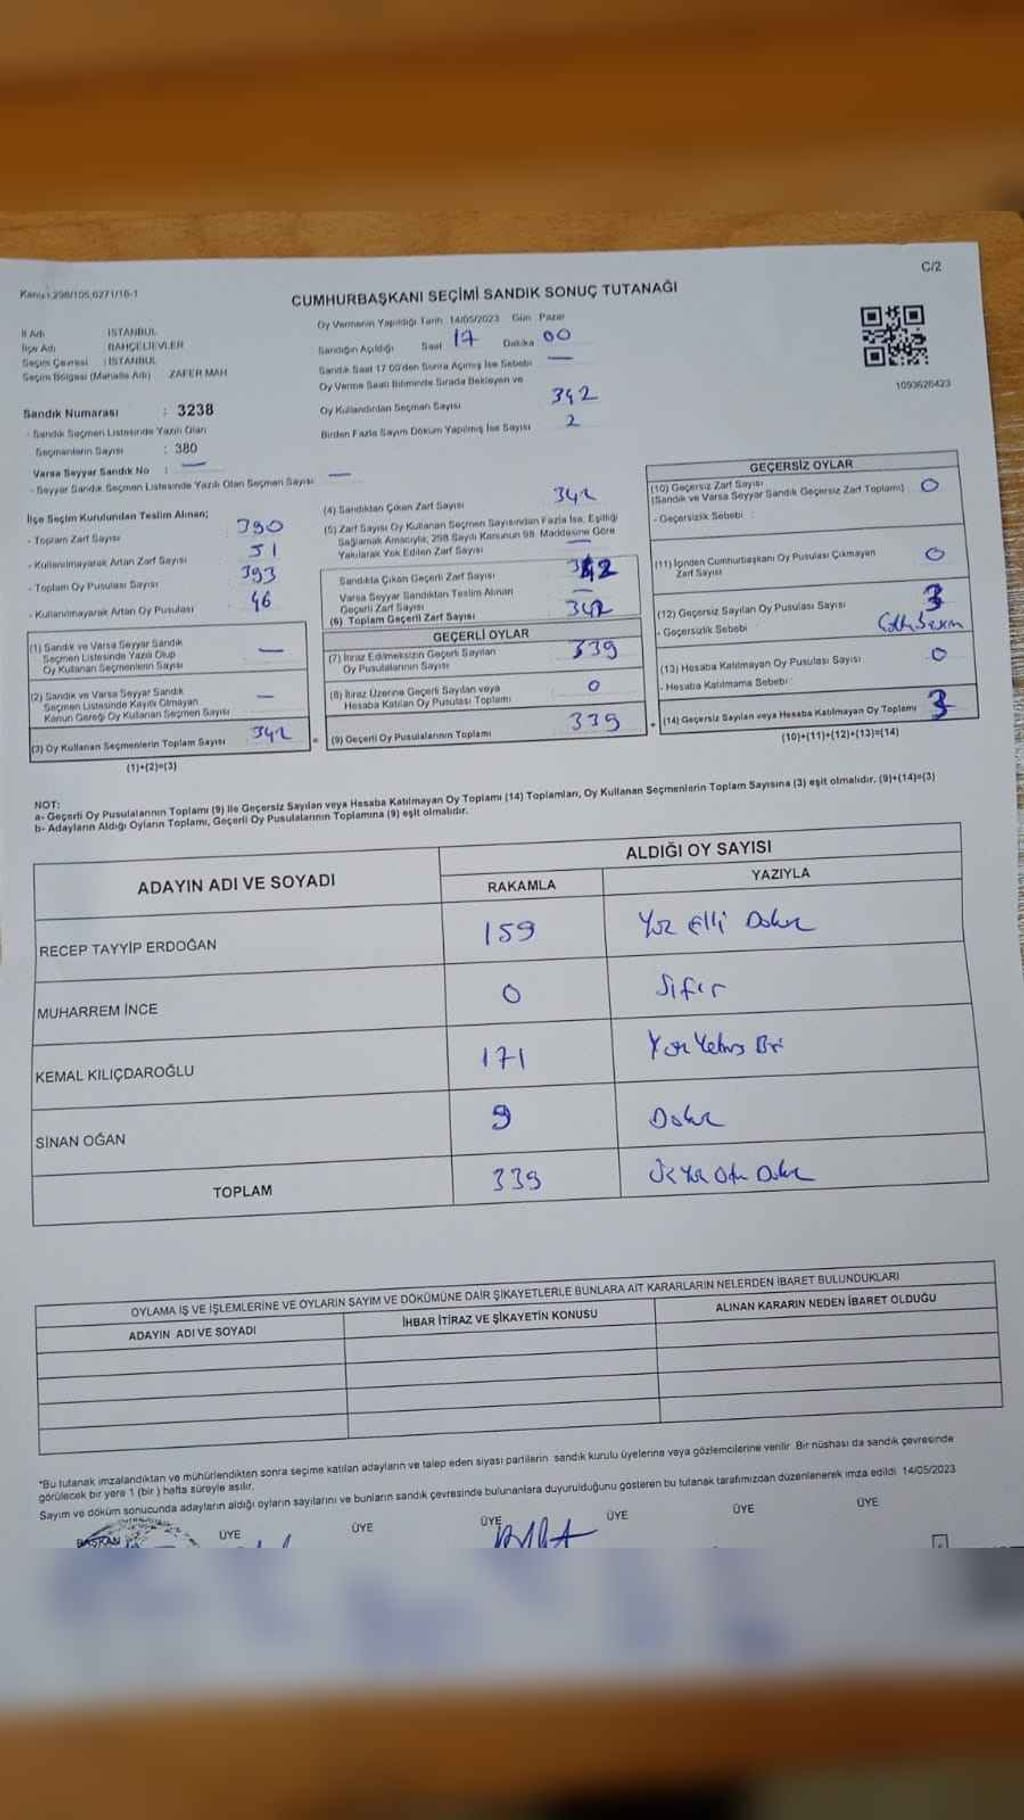 C/2
Kanun 298/105,6271/16-1
CUMHURBAŞKANI SEÇİMİ SANDIK SONUÇ TUTANAĞI
İl Adı : İSTANBUL
İlçe Adı : BAHÇELİEVLER
Seçim Çevresi : İSTANBUL
Seçim Bölgesi (Mahalle Adı) ZAFER MAH
Sandık Numarası : 3238
- Sandık Seçmen Listesinde Yazılı Olan
Seçmenlerin Sayısı : 380
Varsa Seyyar Sandık No : —
- Seyyar Sandık Seçmen Listesinde Yazılı Olan Seçmen Sayısı —
Oy Vermenin Yapıldığı Tarih 14/05/2023 Gün Pazar
Sandığın Açıldığı Saat 17 Dakika 00
Sandık Saat 17.00'den Sonra Açılmış İse Sebebi —
Oy Verme Saati Bitiminde Sırada Bekleyen ve
Oy Kullandırılan Seçmen Sayısı 342
Birden Fazla Sayım Döküm Yapılmış İse Sayısı 2
1093626423
İlçe Seçim Kurulundan Teslim Alınan;
- Toplam Zarf Sayısı 390
- Kullanılmayarak Artan Zarf Sayısı 51
- Toplam Oy Pusulası Sayısı 393
- Kullanılmayarak Artan Oy Pusulası 46
(1) Sandık ve Varsa Seyyar Sandık
Seçmen Listesinde Yazılı Olup
Oy Kullanan Seçmenlerin Sayısı —
(2) Sandık ve Varsa Seyyar Sandık
Seçmen Listesinde Kayıtlı Olmayan
Kanun Gereği Oy Kullanan Seçmen Sayısı —
(3) Oy Kullanan Seçmenlerin Toplam Sayısı 342
(1)+(2)=(3)
(4) Sandıktan Çıkan Zarf Sayısı 342
(5) Zarf Sayısı Oy Kullanan Seçmen Sayısından Fazla İse, Eşitliği
Sağlamak Amacıyla, 298 Sayılı Kanunun 98. Maddesine Göre
Yakılarak Yok Edilen Zarf Sayısı —
Sandıkta Çıkan Geçerli Zarf Sayısı 342
Varsa Seyyar Sandıktan Teslim Alınan
Geçerli Zarf Sayısı —
(6) Toplam Geçerli Zarf Sayısı 342
GEÇERLİ OYLAR
(7) İtiraz Edilmeksizin Geçerli Sayılan
Oy Pusulalarının Sayısı 339
(8) İtiraz Üzerine Geçerli Sayılan veya
Hesaba Katılan Oy Pusulası Toplamı 0
(9) Geçerli Oy Pusulalarının Toplamı 339
GEÇERSİZ OYLAR
(10) Geçersiz Zarf Sayısı
(Sandık ve Varsa Seyyar Sandık Geçersiz Zarf Toplamı) 0
- Geçersizlik Sebebi :
(11) İçinden Cumhurbaşkanı Oy Pusulası Çıkmayan
Zarf Sayısı 0
(12) Geçersiz Sayılan Oy Pusulası Sayısı 3
- Geçersizlik Sebebi
(13) Hesaba Katılmayan Oy Pusulası Sayısı 0
- Hesaba Katılmama Sebebi :
(14) Geçersiz Sayılan veya Hesaba Katılmayan Oy Toplamı 3
(10)+(11)+(12)+(13)=(14)
NOT:
a- Geçerli Oy Pusulalarının Toplamı (9) ile Geçersiz Sayılan veya Hesaba Katılmayan Oy Toplamı (14) Toplamları, Oy Kullanan Seçmenlerin Toplam Sayısına (3) eşit olmalıdır. (9)+(14)=(3)
b- Adayların Aldığı Oyların Toplamı, Geçerli Oy Pusulalarının Toplamına (9) eşit olmalıdır.
ADAYIN ADI VE SOYADI ALDIĞI OY SAYISI
RAKAMLA YAZIYLA
RECEP TAYYİP ERDOĞAN 159 Yüz Elli Dokuz
MUHARREM İNCE 0 Sıfır
KEMAL KILIÇDAROĞLU 171 Yüz Yetmiş Bir
SİNAN OĞAN 9 Dokuz
TOPLAM 339 Üç Yüz Otuz Dokuz
OYLAMA İŞ VE İŞLEMLERİNE VE OYLARIN SAYIM VE DÖKÜMÜNE DAİR ŞİKAYETLERLE BUNLARA AİT KARARLARIN NELERDEN İBARET BULUNDUKLARI
ADAYIN ADI VE SOYADI İHBAR İTİRAZ VE ŞİKAYETİN KONUSU ALINAN KARARIN NEDEN İBARET OLDUĞU
*Bu tutanak imzalandıktan ve mühürlendikten sonra seçime katılan adayların ve talep eden siyasi partilerin sandık kurulu üyelerine veya gözlemcilerine verilir. Bir nüshası da sandık çevresinde
görülecek bir yere 1 (bir) hafta süreyle asılır.
Sayım ve döküm sonucunda adayların aldığı oyların sayılarını ve bunların sandık çevresinde bulunanlara duyurulduğunu gösteren bu tutanak tarafımızdan düzenlenerek imza edildi. 14/05/2023
BAŞKAN ÜYE ÜYE ÜYE ÜYE ÜYE ÜYE